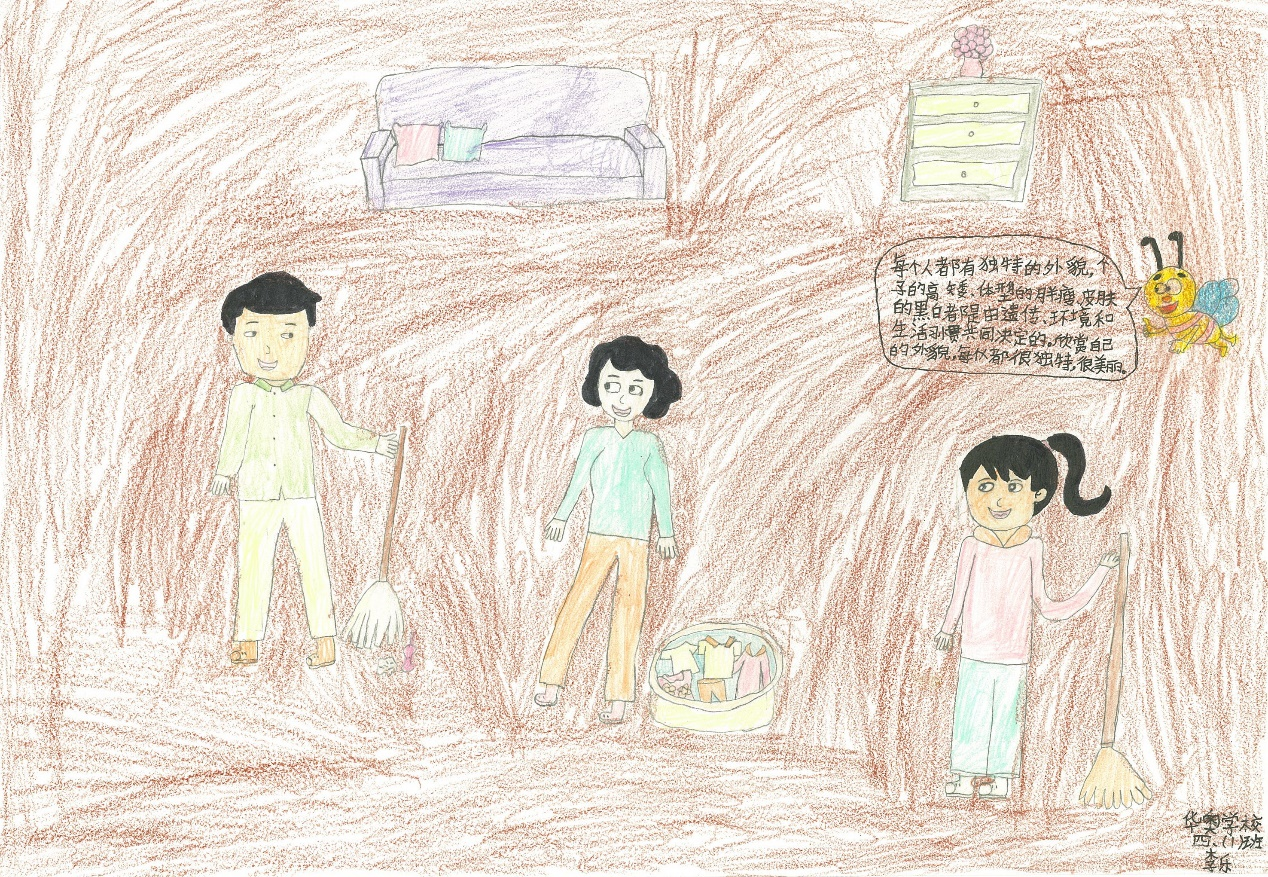 每个人都有独特的外貌,个
子的高矮、体型的胖瘦、皮肤
的黑白都是由遗传、环境和
生活习惯共同决定的。欣赏自己
的外貌,每个人都很独特,很美丽。
华奥学校
四、(1)班
李乐